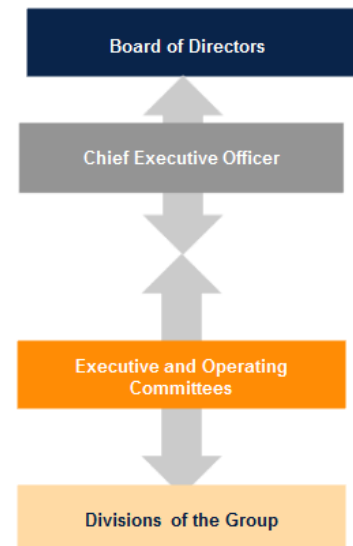 Board of Directors
Chief Executive Officer
Executive and Operating
Committees
Divisions of the Group